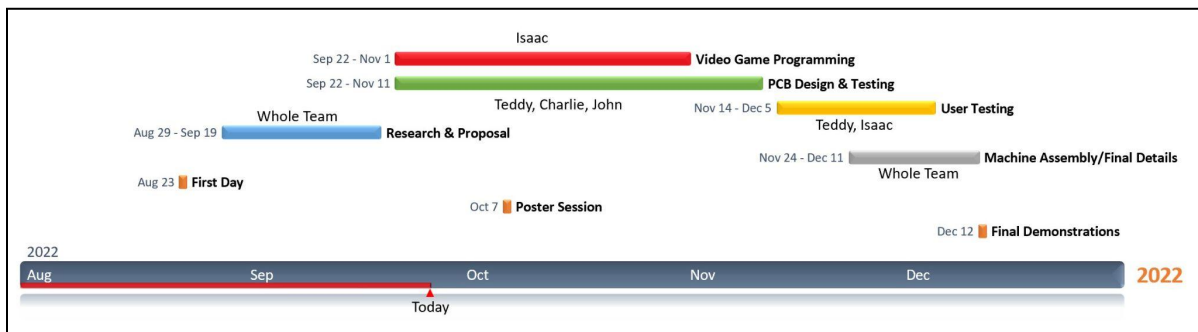 Isaac
Sep 22 - Nov 1 Video Game Programming
Sep 22 - Nov 11 PCB Design & Testing
Teddy, Charlie, John
Nov 14 - Dec 5 User Testing
Teddy, Isaac
Whole Team
Aug 29 - Sep 19 Research & Proposal
Nov 24 - Dec 11 Machine Assembly/Final Details
Whole Team
Aug 23 First Day
Oct 7 Poster Session
Dec 12 Final Demonstrations
2022
Aug Sep Oct Nov Dec 2022
Today